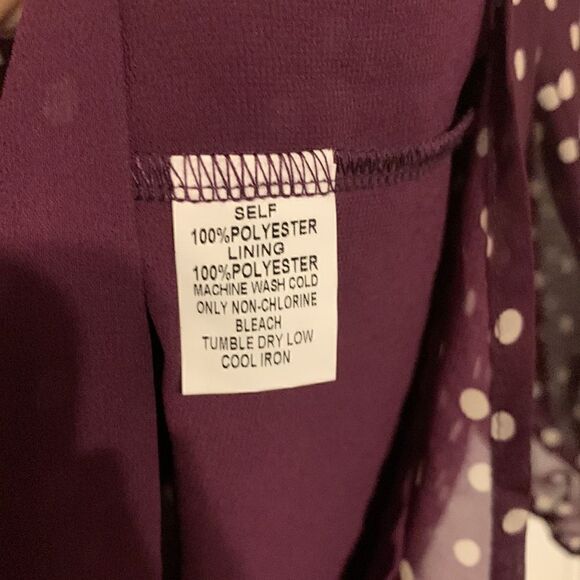 SELF
100%POLYESTER
LINING
100%POLYESTER
MACHINE WASH COLD
ONLY NON-CHLORINE
BLEACH
TUMBLE DRY LOW
COOL IRON